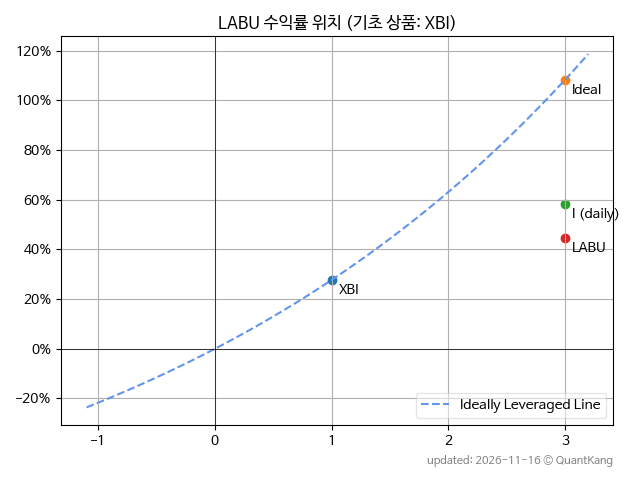 LABU 수익률 위치 (기초 상품: XBI)
120%
100%
80%
60%
40%
20%
0%
−20%
Ideal
I (daily)
LABU
XBI
Ideally Leveraged Line
−1
0
1
2
3
updated: 2026-11-16 © QuantKang